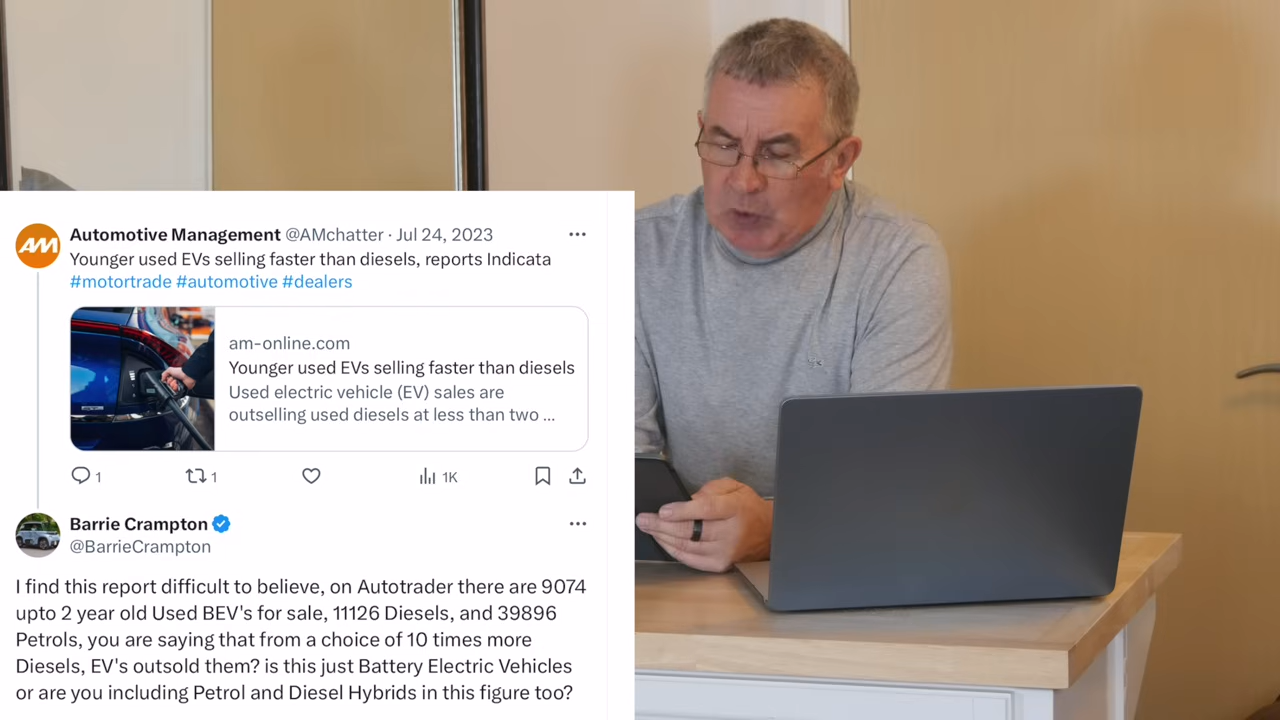 AM
Automotive Management @AMchatter · Jul 24, 2023
Younger used EVs selling faster than diesels, reports Indicata
#motortrade #automotive #dealers
am-online.com
Younger used EVs selling faster than diesels
Used electric vehicle (EV) sales are
outselling used diesels at less than two ...
1
1
1K
Barrie Crampton
@BarrieCrampton
I find this report difficult to believe, on Autotrader there are 9074
upto 2 year old Used BEV's for sale, 11126 Diesels, and 39896
Petrols, you are saying that from a choice of 10 times more
Diesels, EV's outsold them? is this just Battery Electric Vehicles
or are you including Petrol and Diesel Hybrids in this figure too?